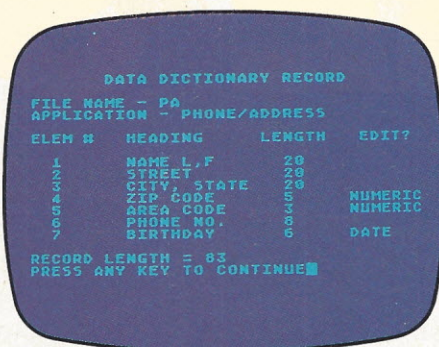 DATA DICTIONARY RECORD
FILE NAME - PA
APPLICATION - PHONE/ADDRESS
ELEM # HEADING LENGTH EDIT?
1 NAME L,F 20
2 STREET 20
3 CITY, STATE 20
4 ZIP CODE 5 NUMERIC
5 AREA CODE 3 NUMERIC
6 PHONE NO. 8
7 BIRTHDAY 6 DATE
RECORD LENGTH = 83
PRESS ANY KEY TO CONTINUE